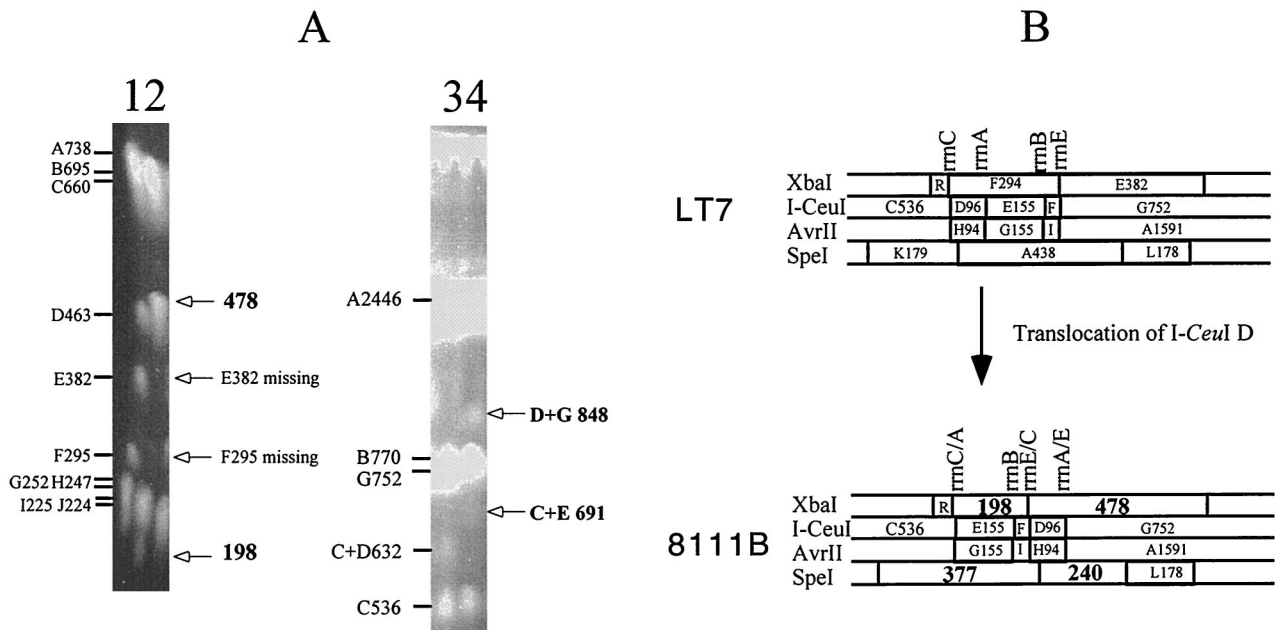 A
B
12
34
A738
B695
C660
478
D463
E382
E382 missing
F295
F295 missing
G252 H247
I225 J224
198
A2446
D+G 848
B770
G752
C+E 691
C+D632
C536
rrnC
rrnA
rrnB
rrnE
LT7
XbaI
R
F294
E382
I-CeuI
C536
D96
E155
F
G752
AvrII
H94
G155
I
A1591
SpeI
K179
A438
L178
Translocation of I-CeuI D
rrnC/A
rrnB
rrnE/C
rrnA/E
8111B
XbaI
R
198
478
I-CeuI
C536
E155
F
D96
G752
AvrII
G155
I
H94
A1591
SpeI
377
240
L178